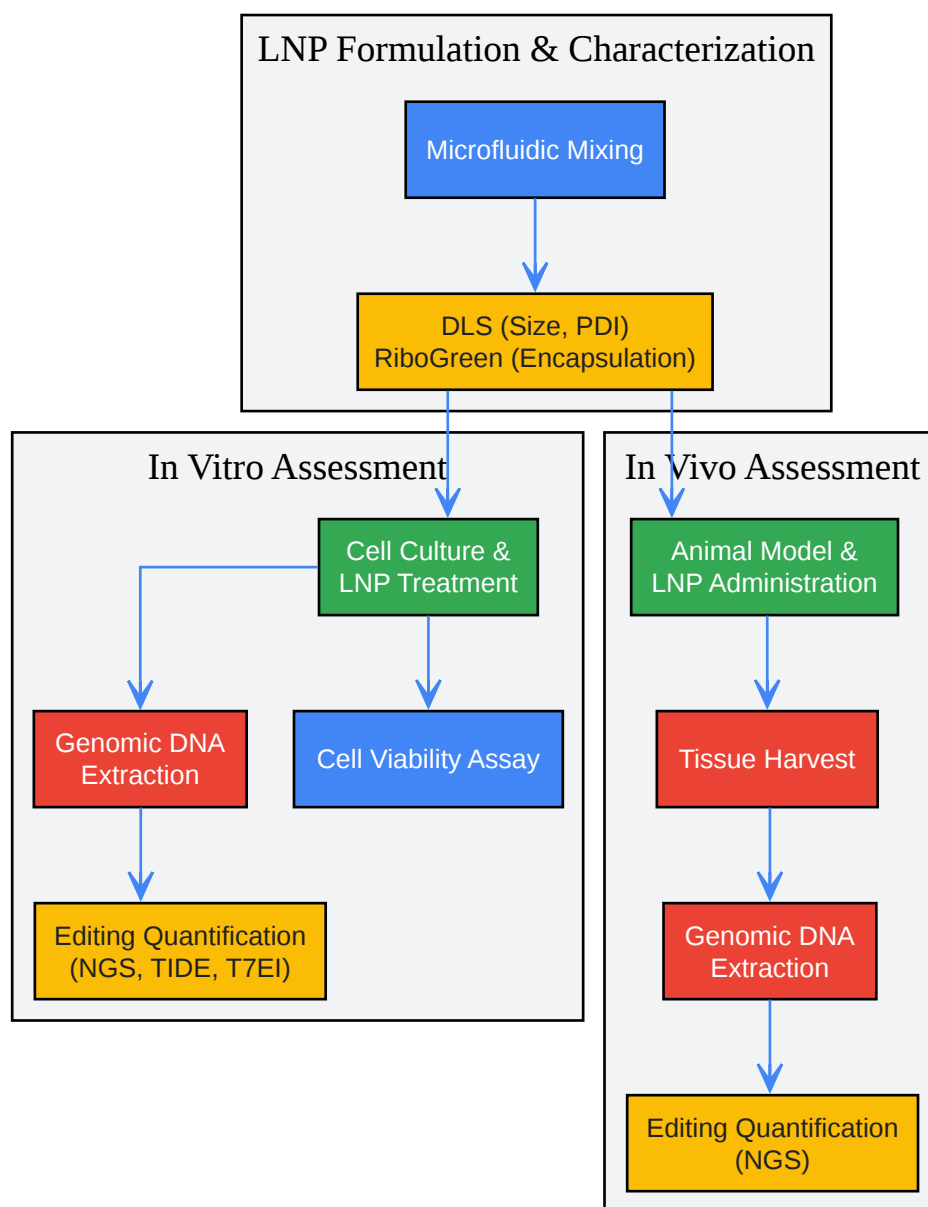 LNP Formulation & Characterization
Microfluidic Mixing
DLS (Size, PDI)
RiboGreen (Encapsulation)
In Vitro Assessment
Cell Culture &
LNP Treatment
Genomic DNA
Extraction
Cell Viability Assay
Editing Quantification
(NGS, TIDE, T7EI)
In Vivo Assessment
Animal Model &
LNP Administration
Tissue Harvest
Genomic DNA
Extraction
Editing Quantification
(NGS)